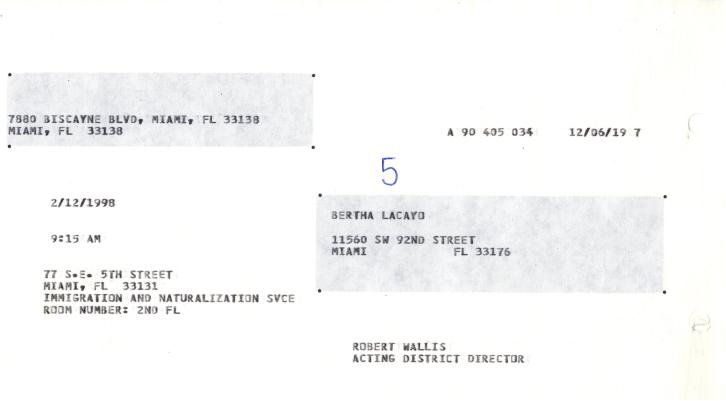 7880 BISCAYNE BLVD, MIAMI, FL 33138
MIAMI, FL 33138
A 90 405 034 12/06/19 7
5
2/12/1998
BERTHA LACAYO
9:15 AM
11560 SW 92ND STREET
MIAMI FL 33176
77 S.E. 5TH STREET
MIAMI, FL 33131
IMMIGRATION AND NATURALIZATION SVCE
ROOM NUMBER: 2ND FL
ROBERT WALLIS
ACTING DISTRICT DIRECTOR